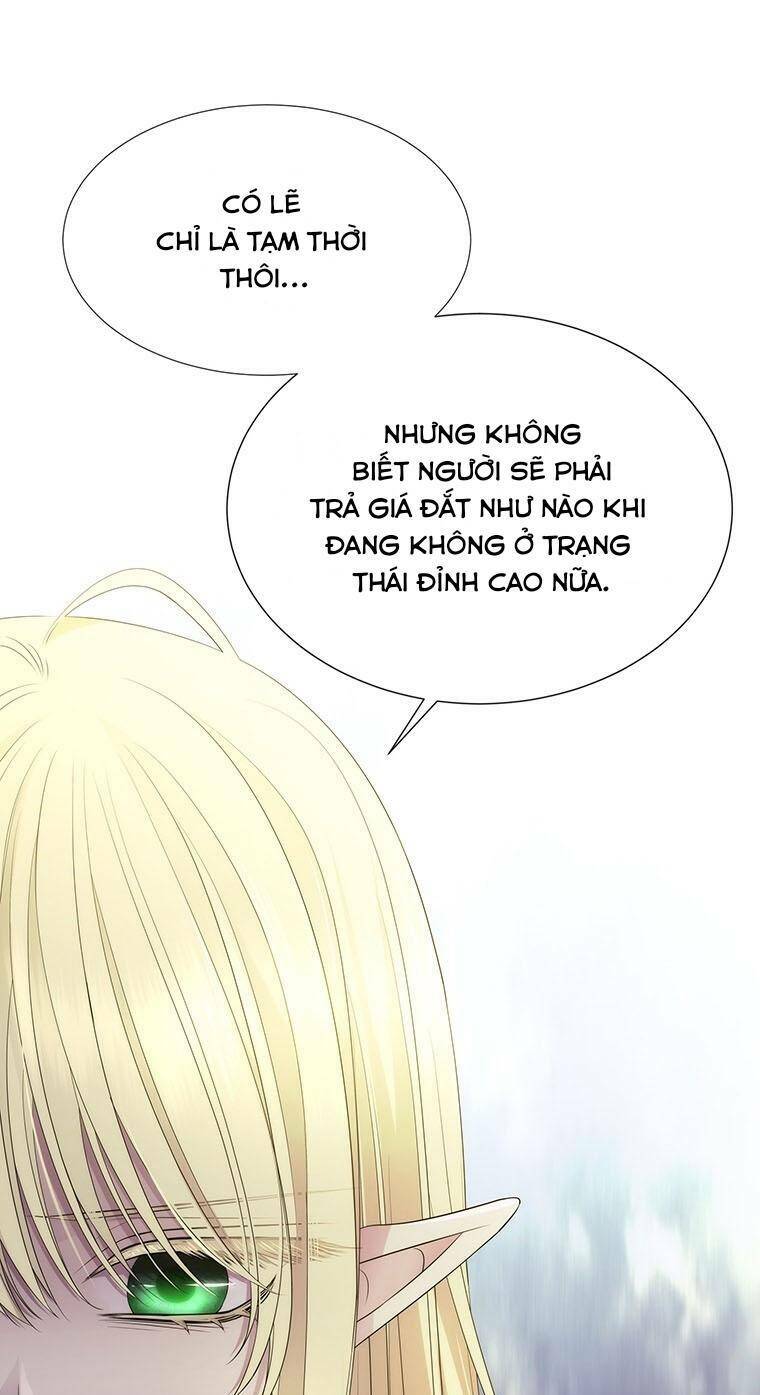 CÓ LẼ
CHỈ LÀ TẠM THỜI
THÔI...
NHƯNG KHÔNG
BIẾT NGƯỜI SẼ PHẢI
TRẢ GIÁ ĐẮT NHƯ NÀO KHI
ĐANG KHÔNG Ở TRẠNG
THÁI ĐỈNH CAO NỮA.